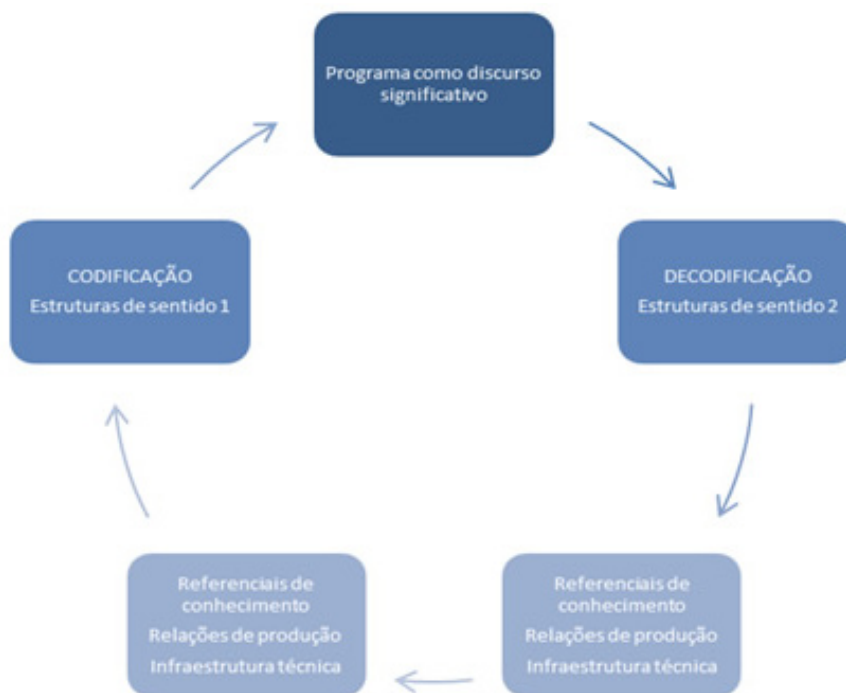 Programa como discurso
significativo
CODIFICAÇÃO
Estruturas de sentido 1
DECODIFICAÇÃO
Estruturas de sentido 2
Referenciais de
conhecimento
Relações de produção
Infraestrutura técnica
Referenciais de
conhecimento
Relações de produção
Infraestrutura técnica